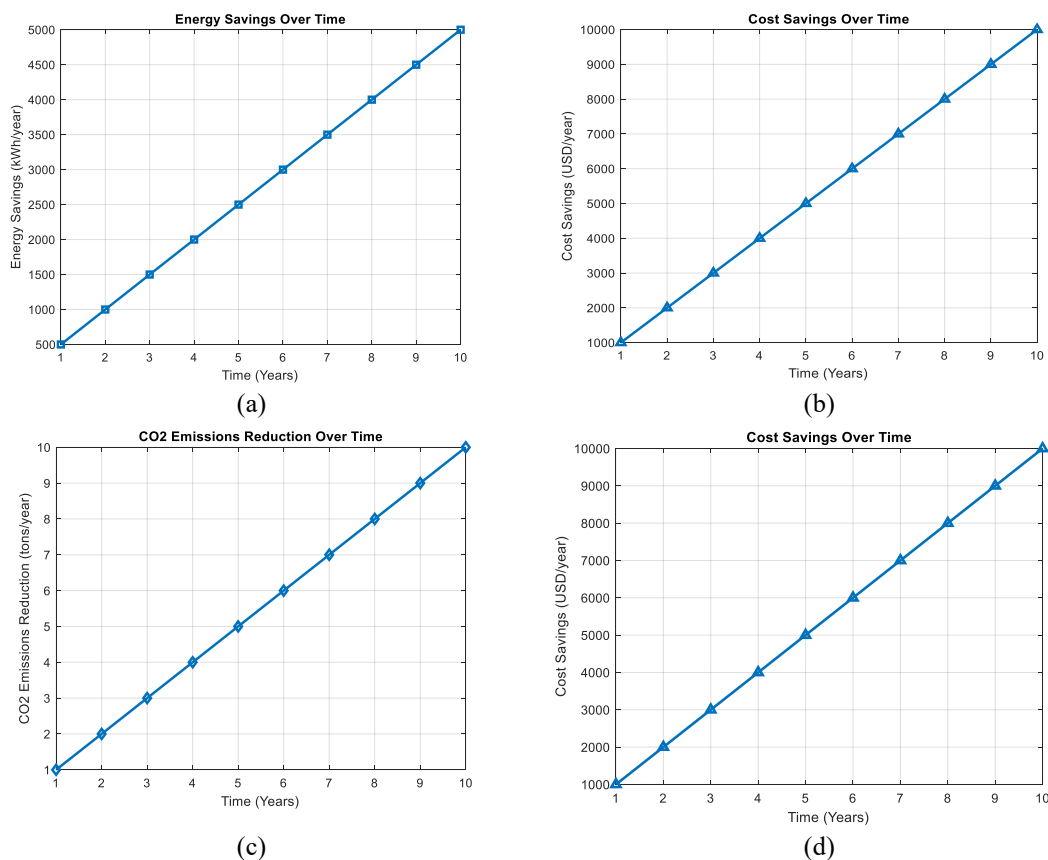 Energy Savings Over Time
Energy Savings (kWh/year)
5000
4500
4000
3500
3000
2500
2000
1500
1000
500
1 2 3 4 5 6 7 8 9 10
Time (Years)
(a)
Cost Savings Over Time
Cost Savings (USD/year)
10000
9000
8000
7000
6000
5000
4000
3000
2000
1000
1 2 3 4 5 6 7 8 9 10
Time (Years)
(b)
CO2 Emissions Reduction Over Time
CO2 Emissions Reduction (tons/year)
10
9
8
7
6
5
4
3
2
1
1 2 3 4 5 6 7 8 9 10
Time (Years)
(c)
Cost Savings Over Time
Cost Savings (USD/year)
10000
9000
8000
7000
6000
5000
4000
3000
2000
1000
1 2 3 4 5 6 7 8 9 10
Time (Years)
(d)